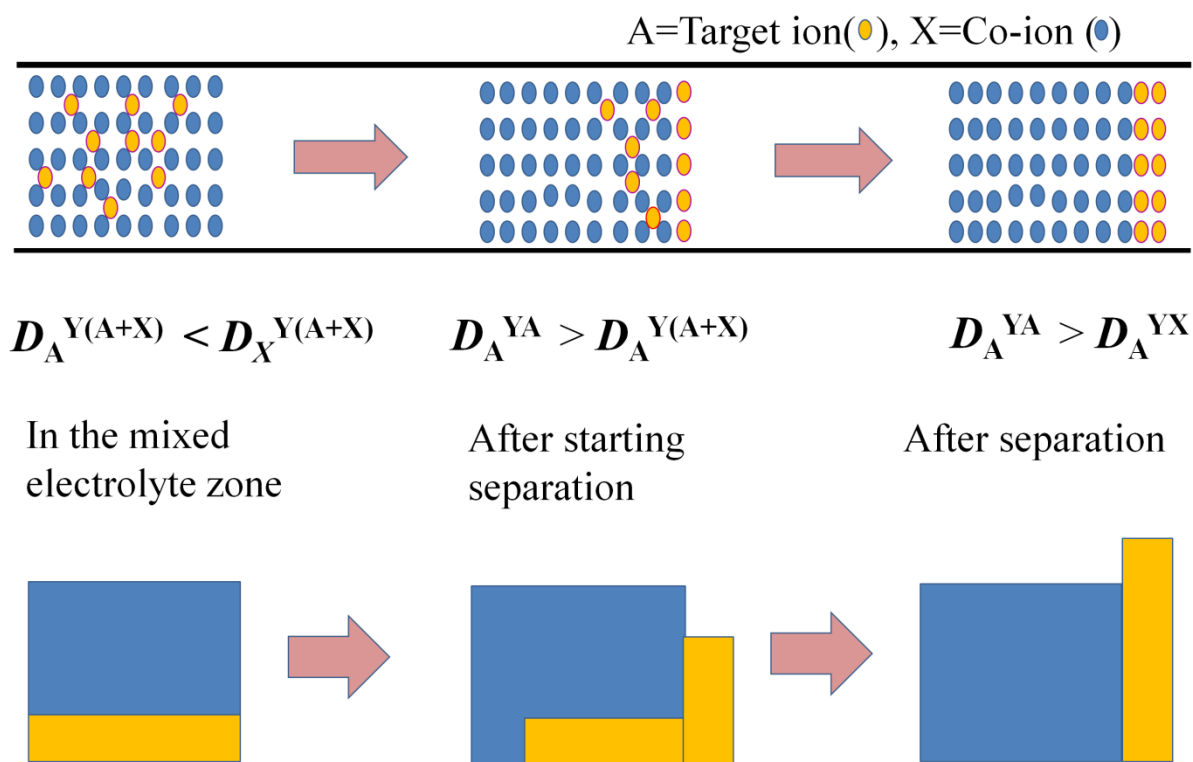 A=Target ion( ), X=Co-ion ( )
D_A^Y(A+X) < D_X^Y(A+X)
D_A^YA > D_A^Y(A+X)
D_A^YA > D_A^YX
In the mixed
electrolyte zone
After starting
separation
After separation